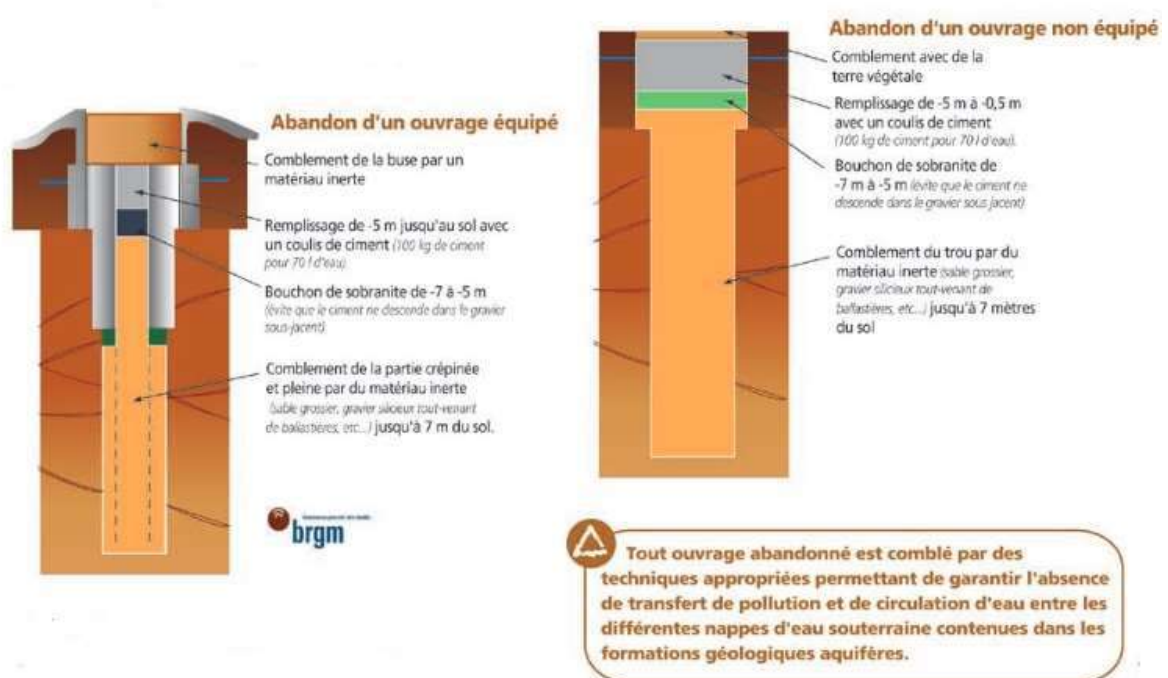 Abandon d'un ouvrage équipé
Comblement de la buse par un
matériau inerte
Remplissage de -5 m jusqu'au sol avec
un coulis de ciment (100 kg de ciment
pour 70 l d'eau)
Bouchon de sobranite de -7 à -5 m
(évite que le ciment ne descende dans le gravier
sous-jacent)
Comblement de la partie crépinée
et pleine par du matériau inerte
(sable grossier, gravier silicieux tout-venant
de ballastières, etc...) jusqu'à 7 m du sol.
brgm
Abandon d'un ouvrage non équipé
Comblement avec de la
terre végétale
Remplissage de -5 m à -0,5 m
avec un coulis de ciment
(100 kg de ciment pour 70 l d'eau).
Bouchon de sobranite de
-7 m à -5 m (évite que le ciment ne
descende dans le gravier sous jacent)
Comblement du trou par du
matériau inerte (sable grossier,
gravier silicieux tout-venant de
ballastières, etc...) jusqu'à 7 mètres
du sol
Tout ouvrage abandonné est comblé par des
techniques appropriées permettant de garantir l'absence
de transfert de pollution et de circulation d'eau entre les
différentes nappes d'eau souterraine contenues dans les
formations géologiques aquifères.